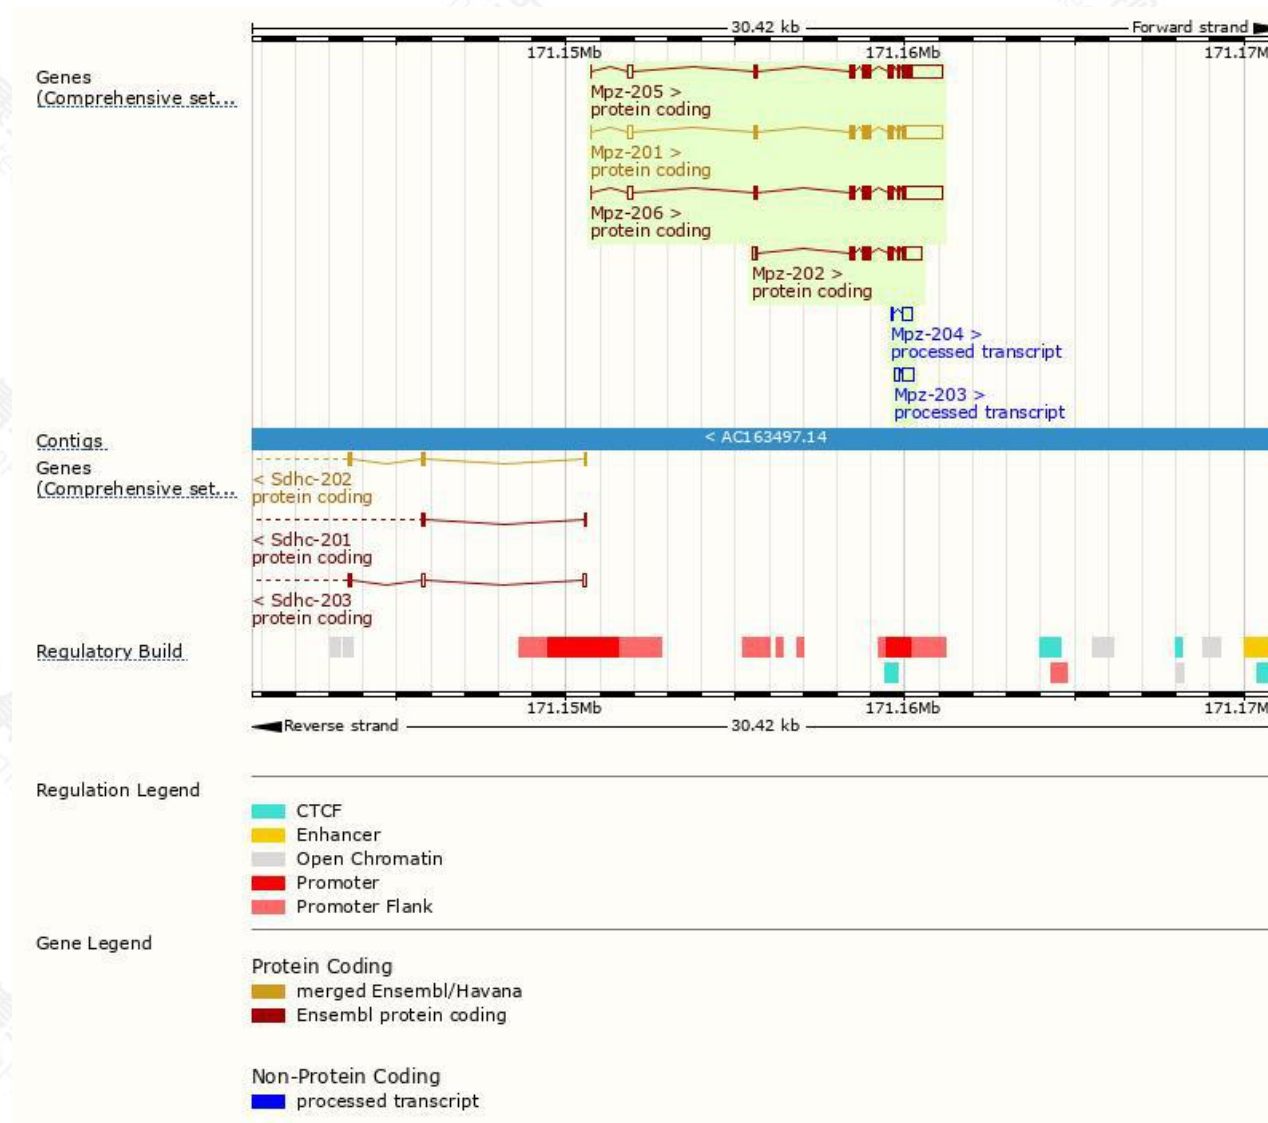 30.42 kb
Forward strand
171.15Mb 171.16Mb 171.17M
Genes
(Comprehensive set...
Mpz-205 >
protein coding
Mpz-201 >
protein coding
Mpz-206 >
protein coding
Mpz-202 >
protein coding
Mpz-204 >
processed transcript
Mpz-203 >
processed transcript
Contigs
< AC163497.14
Genes
(Comprehensive set...
< Sdhc-202
protein coding
< Sdhc-201
protein coding
< Sdhc-203
protein coding
Regulatory Build
171.15Mb 171.16Mb 171.17M
Reverse strand
30.42 kb
Regulation Legend
CTCF
Enhancer
Open Chromatin
Promoter
Promoter Flank
Gene Legend
Protein Coding
merged Ensembl/Havana
Ensembl protein coding
Non-Protein Coding
processed transcript